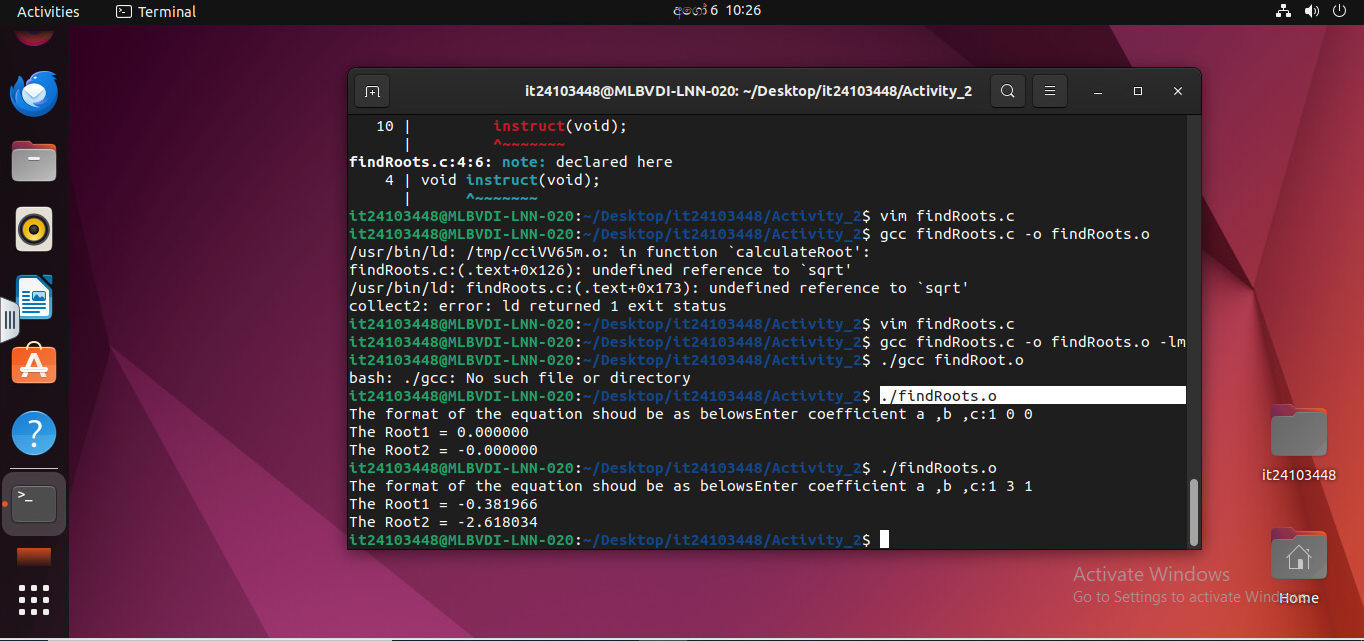 Activities Terminal අගෝ 6 10:26
it24103448@MLBVDI-LNN-020: ~/Desktop/it24103448/Activity_2
10 | instruct(void);
| ^~~~~~~~
findRoots.c:4:6: note: declared here
4 | void instruct(void);
| ^~~~~~~~
it24103448@MLBVDI-LNN-020:~/Desktop/it24103448/Activity_2$ vim findRoots.c
it24103448@MLBVDI-LNN-020:~/Desktop/it24103448/Activity_2$ gcc findRoots.c -o findRoots.o
/usr/bin/ld: /tmp/cciVV65m.o: in function `calculateRoot':
findRoots.c:(.text+0x126): undefined reference to `sqrt'
/usr/bin/ld: findRoots.c:(.text+0x173): undefined reference to `sqrt'
collect2: error: ld returned 1 exit status
it24103448@MLBVDI-LNN-020:~/Desktop/it24103448/Activity_2$ vim findRoots.c
it24103448@MLBVDI-LNN-020:~/Desktop/it24103448/Activity_2$ gcc findRoots.c -o findRoots.o -lm
it24103448@MLBVDI-LNN-020:~/Desktop/it24103448/Activity_2$ ./gcc findRoot.o
bash: ./gcc: No such file or directory
it24103448@MLBVDI-LNN-020:~/Desktop/it24103448/Activity_2$ ./findRoots.o
The format of the equation shoud be as belowsEnter coefficient a ,b ,c:1 0 0
The Root1 = 0.000000
The Root2 = -0.000000
it24103448@MLBVDI-LNN-020:~/Desktop/it24103448/Activity_2$ ./findRoots.o
The format of the equation shoud be as belowsEnter coefficient a ,b ,c:1 3 1
The Root1 = -0.381966
The Root2 = -2.618034
it24103448@MLBVDI-LNN-020:~/Desktop/it24103448/Activity_2$
it24103448
Activate Windows
Go to Settings to activate Windows.
Home